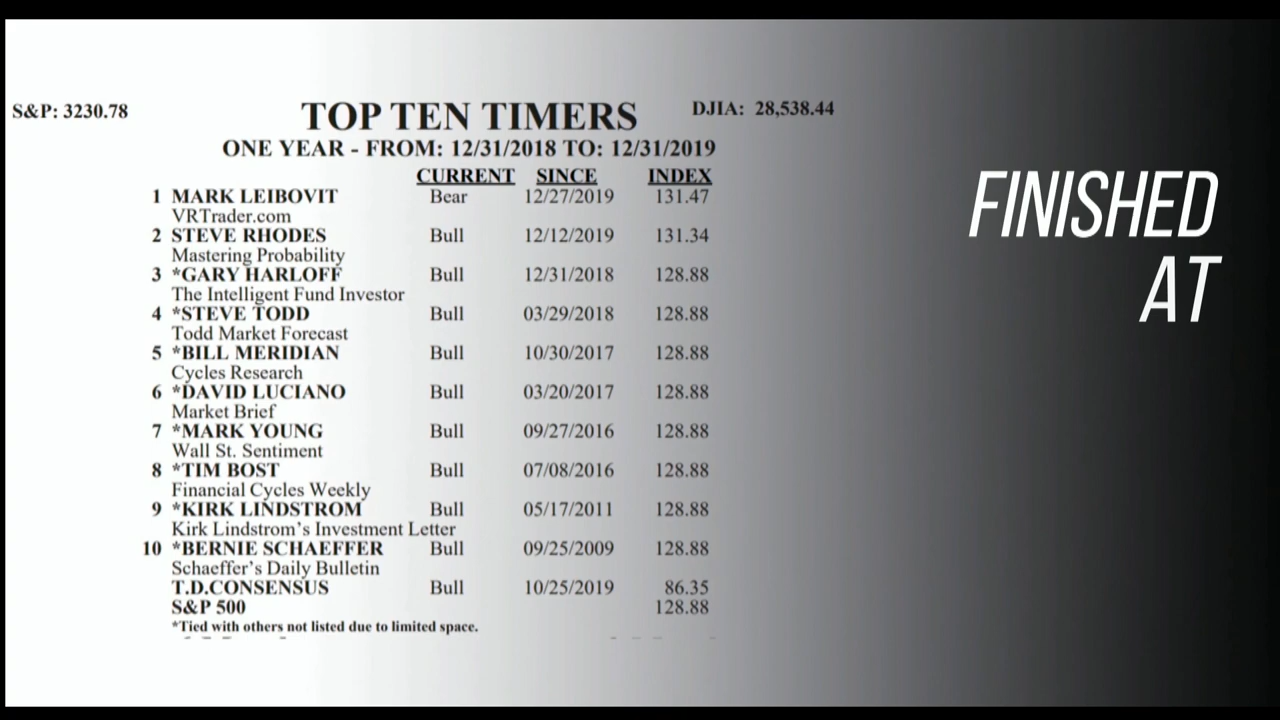 S&P: 3230.78
TOP TEN TIMERS
DJIA: 28,538.44
ONE YEAR - FROM: 12/31/2018 TO: 12/31/2019
CURRENT SINCE INDEX
1 MARK LEIBOVIT Bear 12/27/2019 131.47
VRTrader.com
2 STEVE RHODES Bull 12/12/2019 131.34
Mastering Probability
3 *GARY HARLOFF Bull 12/31/2018 128.88
The Intelligent Fund Investor
4 *STEVE TODD Bull 03/29/2018 128.88
Todd Market Forecast
5 *BILL MERIDIAN Bull 10/30/2017 128.88
Cycles Research
6 *DAVID LUCIANO Bull 03/20/2017 128.88
Market Brief
7 *MARK YOUNG Bull 09/27/2016 128.88
Wall St. Sentiment
8 *TIM BOST Bull 07/08/2016 128.88
Financial Cycles Weekly
9 *KIRK LINDSTROM Bull 05/17/2011 128.88
Kirk Lindstrom's Investment Letter
10 *BERNIE SCHAEFFER Bull 09/25/2009 128.88
Schaeffer's Daily Bulletin
T.D.CONSENSUS Bull 10/25/2019 86.35
S&P 500 128.88
*Tied with others not listed due to limited space.
FINISHED
AT